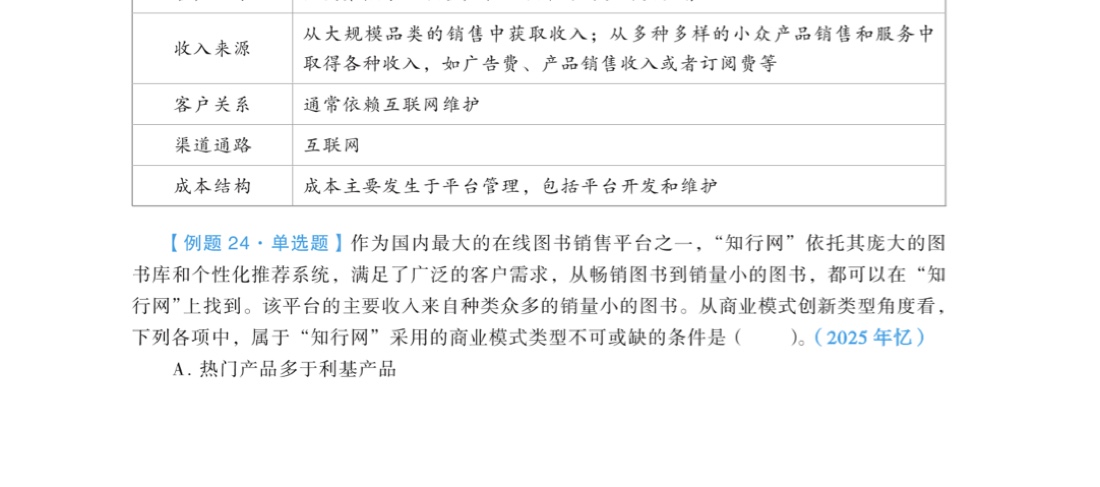 收入来源
从大规模品类的销售中获取收入；从多种多样的小众产品销售和服务中
取得各种收入，如广告费、产品销售收入或者订阅费等
客户关系
通常依赖互联网维护
渠道通路
互联网
成本结构
成本主要发生于平台管理，包括平台开发和维护
【例题 24·单选题】作为国内最大的在线图书销售平台之一，“知行网”依托其庞大的图
书库和个性化推荐系统，满足了广泛的客户需求，从畅销图书到销量小的图书，都可以在“知
行网”上找到。该平台的主要收入来自种类众多的销量小的图书。从商业模式创新类型角度看，
下列各项中，属于“知行网”采用的商业模式类型不可或缺的条件是（　　）。（2025 年忆）
A. 热门产品多于利基产品